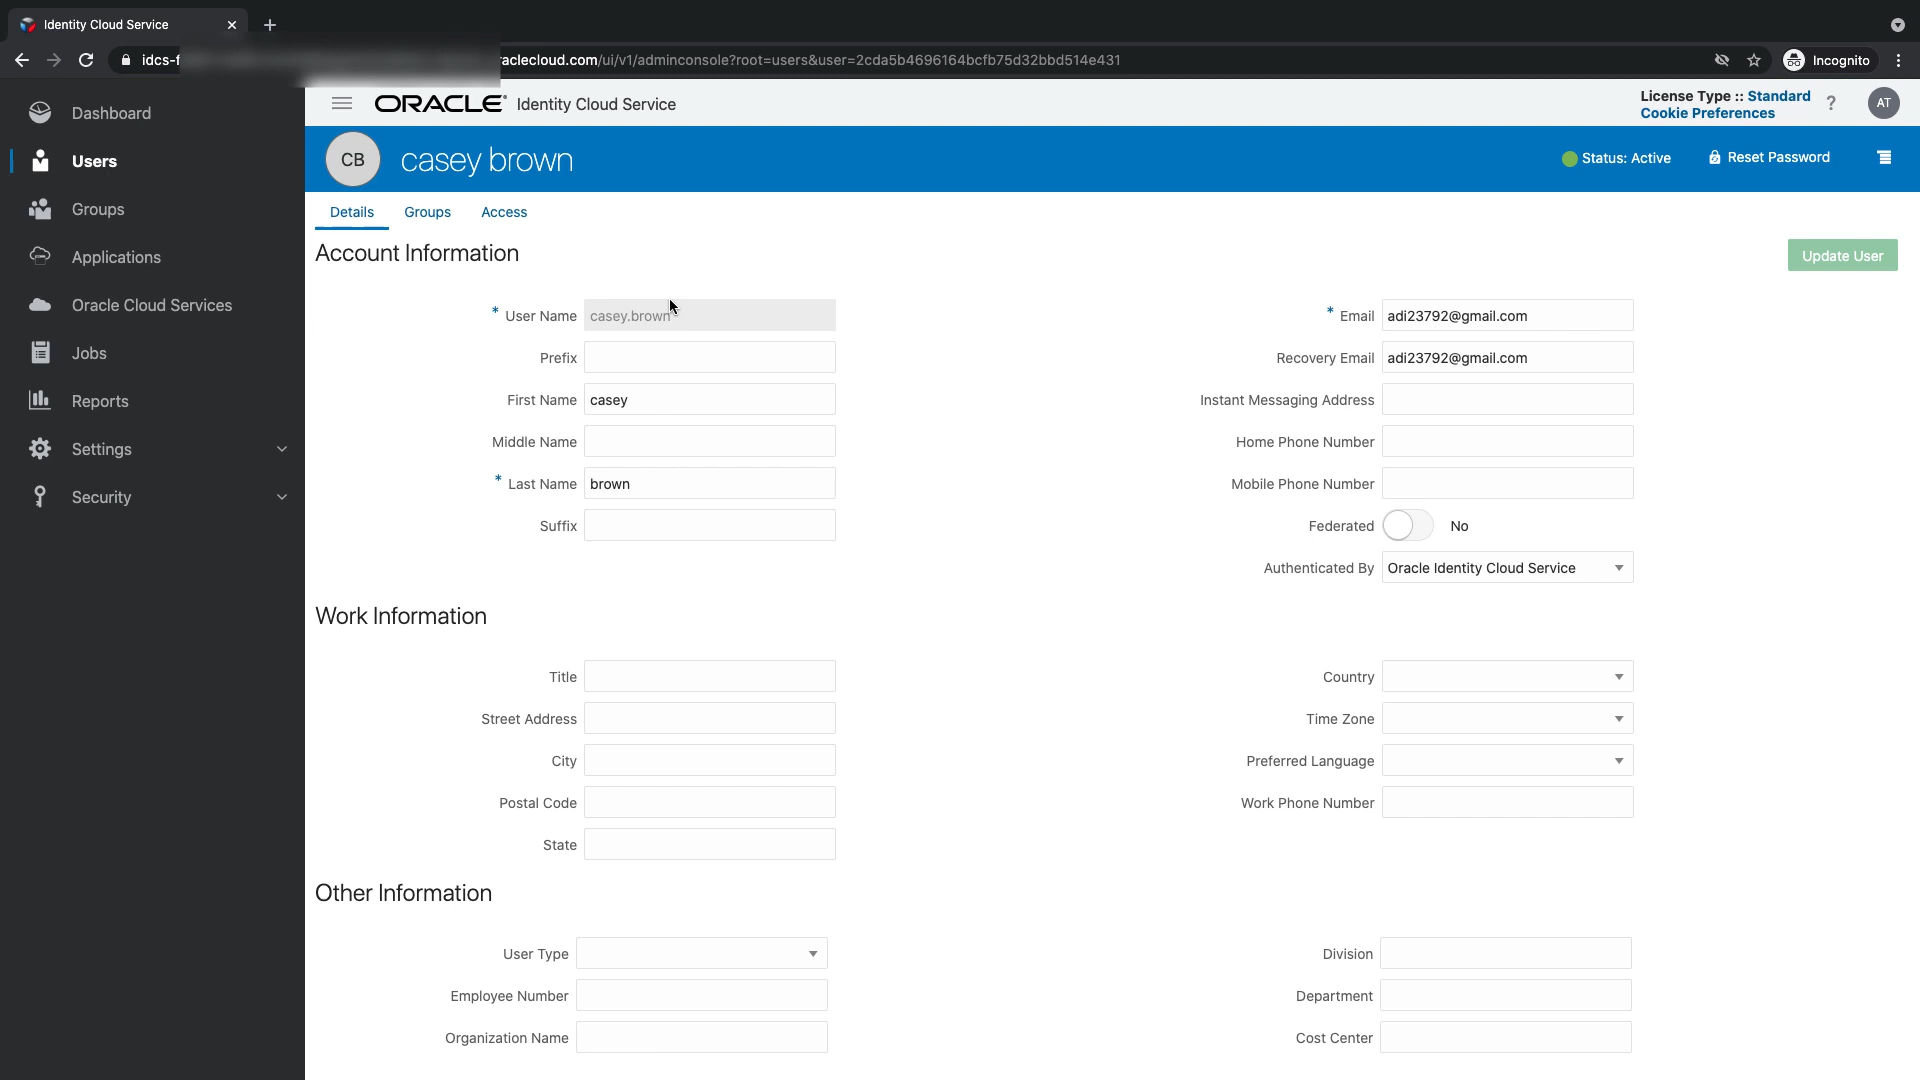 Identity Cloud Service
idcs-f
raclecloud.com/ui/v1/adminconsole?root=users&user=2cda5b4696164bcfb75d32bbd514e431
Incognito
Dashboard
Users
Groups
Applications
Oracle Cloud Services
Jobs
Reports
Settings
Security
ORACLE Identity Cloud Service
License Type :: Standard
Cookie Preferences
?
AT
CB
casey brown
Status: Active
Reset Password
Details
Groups
Access
Account Information
Update User
* User Name casey.brown
Prefix
First Name casey
Middle Name
* Last Name brown
Suffix
* Email adi23792@gmail.com
Recovery Email adi23792@gmail.com
Instant Messaging Address
Home Phone Number
Mobile Phone Number
Federated No
Authenticated By Oracle Identity Cloud Service
Work Information
Title
Street Address
City
Postal Code
State
Country
Time Zone
Preferred Language
Work Phone Number
Other Information
User Type
Employee Number
Organization Name
Division
Department
Cost Center